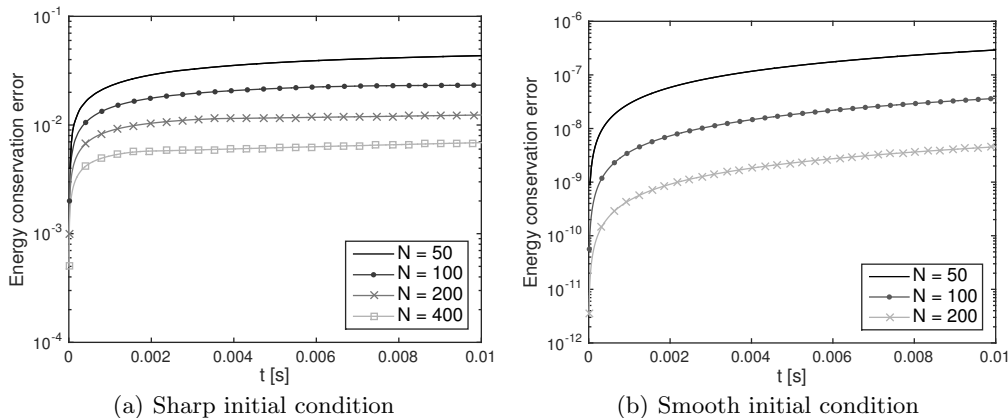 10^-1
10^-2
10^-3
10^-4
Energy conservation error
0 0.002 0.004 0.006 0.008 0.01
t [s]
N = 50
N = 100
N = 200
N = 400
(a) Sharp initial condition
10^-6
10^-7
10^-8
10^-9
10^-10
10^-11
10^-12
Energy conservation error
0 0.002 0.004 0.006 0.008 0.01
t [s]
N = 50
N = 100
N = 200
(b) Smooth initial condition